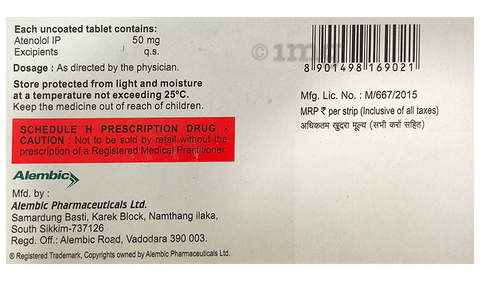 Each uncoated tablet contains:
Atenolol IP 50 mg
Excipients q.s.
Dosage : As directed by the physician.
Store protected from light and moisture
at a temperature not exceeding 25°C.
Keep the medicine out of reach of children.
SCHEDULE H PRESCRIPTION DRUG -
CAUTION : Not to be sold by retail without the
prescription of a Registered Medical Practitioner.
Alembic
Mfd. by :
Alembic Pharmaceuticals Ltd.
Samardung Basti, Karek Block, Namthang ilaka,
South Sikkim-737126
Regd. Off.: Alembic Road, Vadodara 390 003.
® Registered Trademark, Copyrights owned by Alembic Pharmaceuticals Ltd.
© 1mg
8 901498 169021
Mfg. Lic. No. : M/667/2015
MRP ₹ per strip (Inclusive of all taxes)
अधिकतम खुदरा मूल्य (सभी करों सहित)